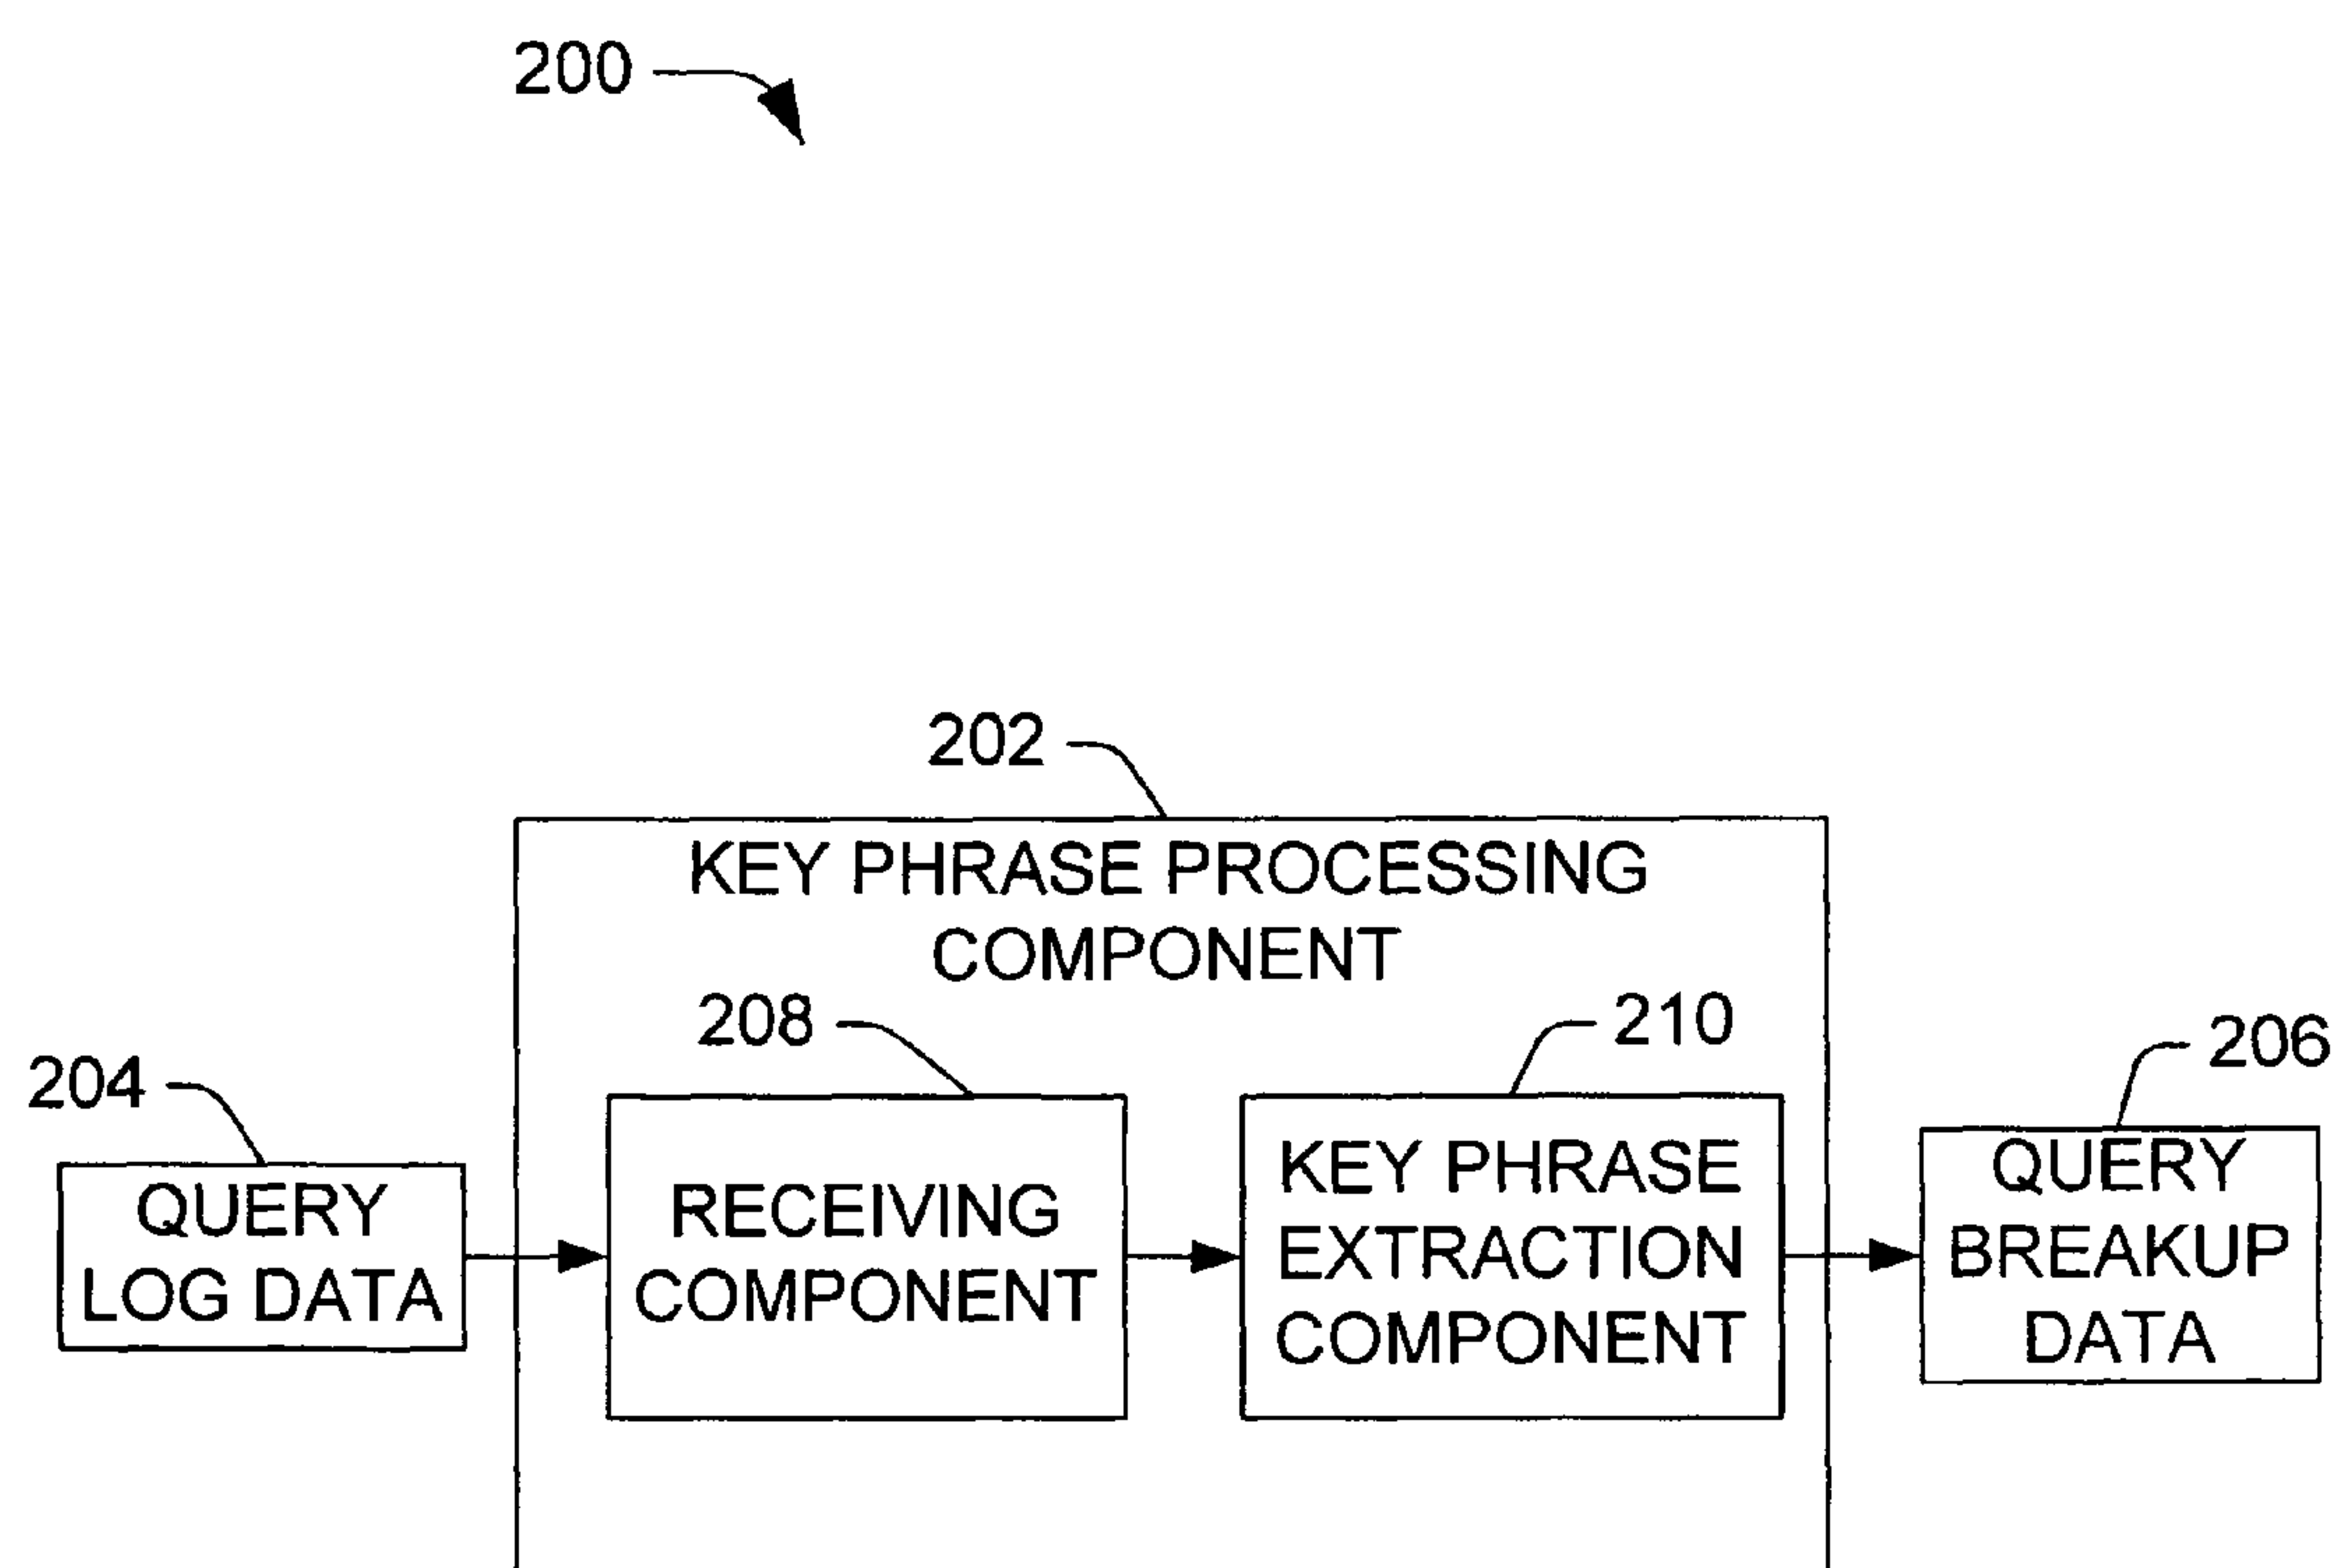 200
202
KEY PHRASE PROCESSING
COMPONENT
208
210
204
206
QUERY
LOG DATA
RECEIVING
COMPONENT
KEY PHRASE
EXTRACTION
COMPONENT
QUERY
BREAKUP
DATA